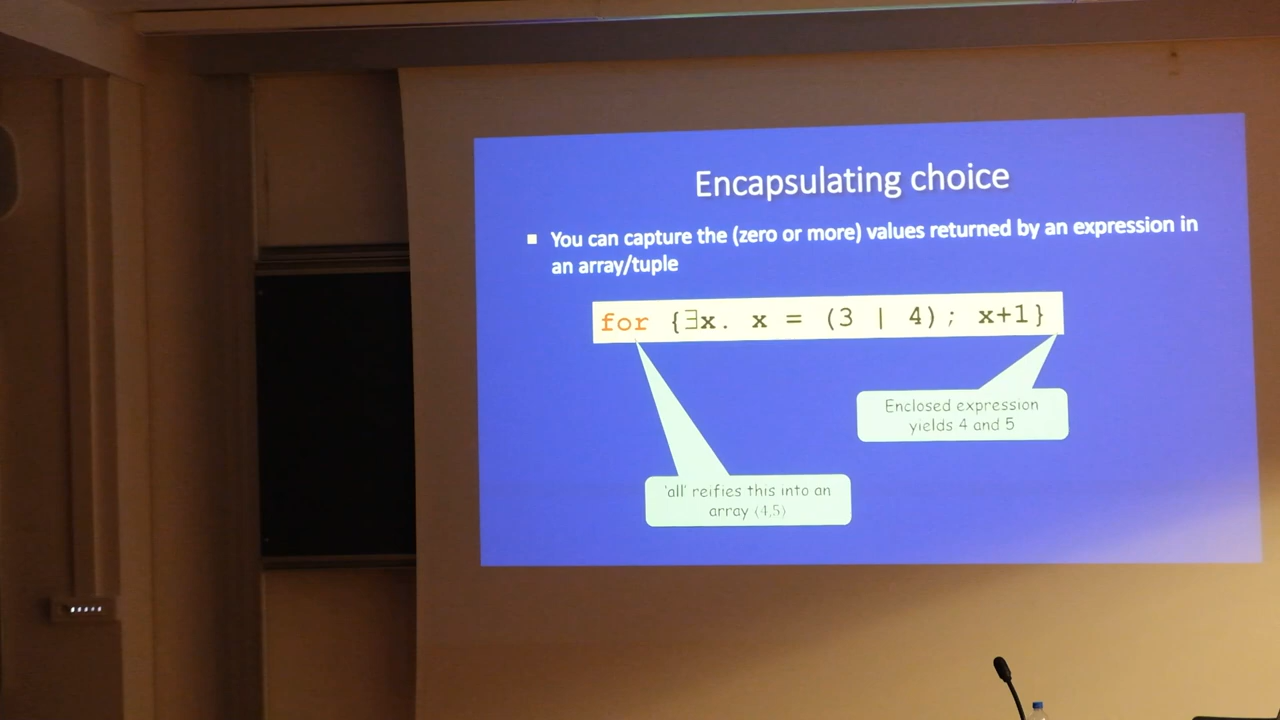 Encapsulating choice
▪ You can capture the (zero or more) values returned by an expression in
an array/tuple
for {∃x. x = (3 | 4); x+1}
Enclosed expression
yields 4 and 5
'all' reifies this into an
array ⟨4,5⟩